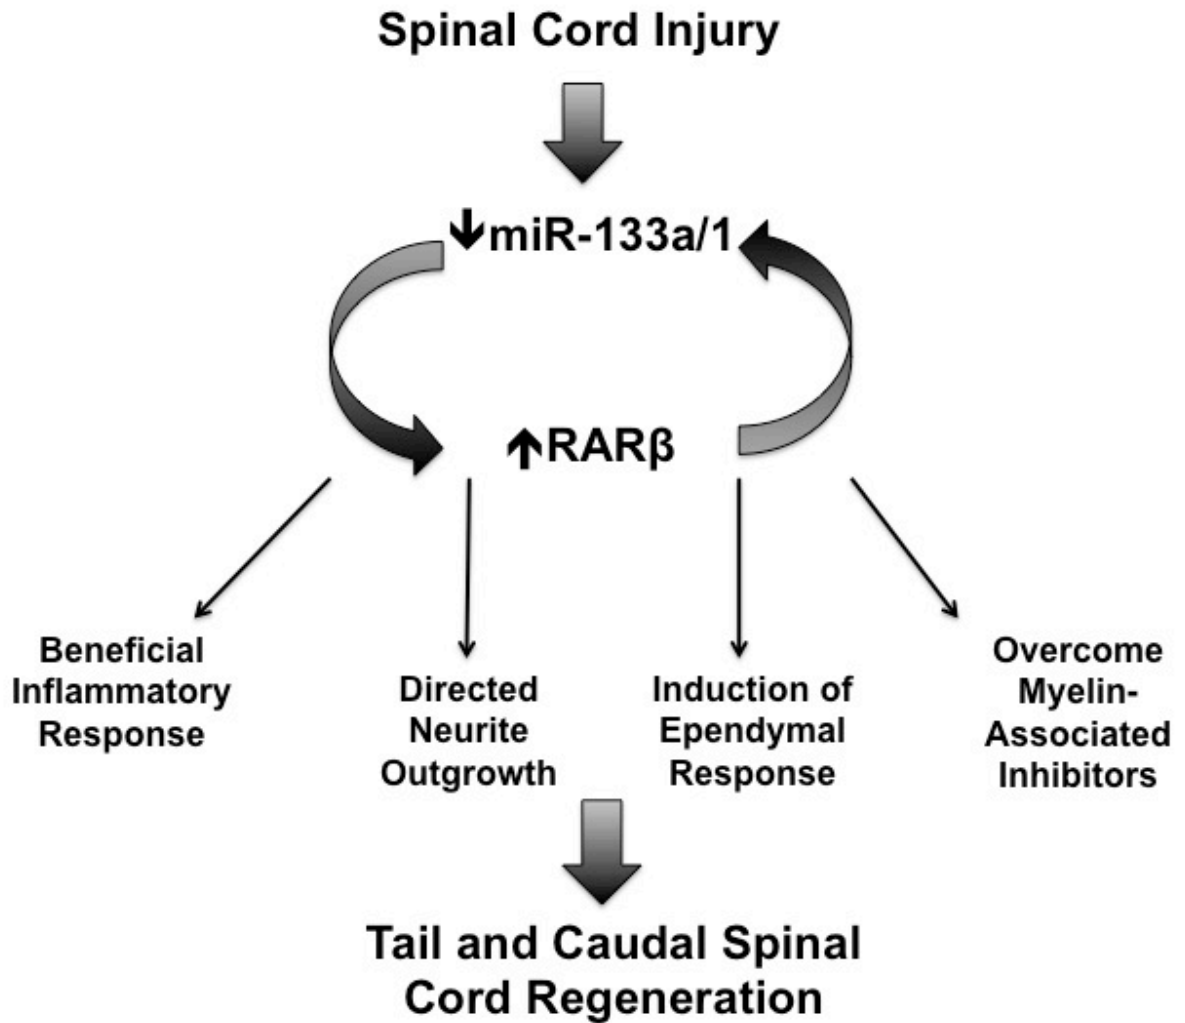 Spinal Cord Injury
↓miR-133a/1
↑RARβ
Beneficial
Inflammatory
Response
Directed
Neurite
Outgrowth
Induction of
Ependymal
Response
Overcome
Myelin-
Associated
Inhibitors
Tail and Caudal Spinal
Cord Regeneration